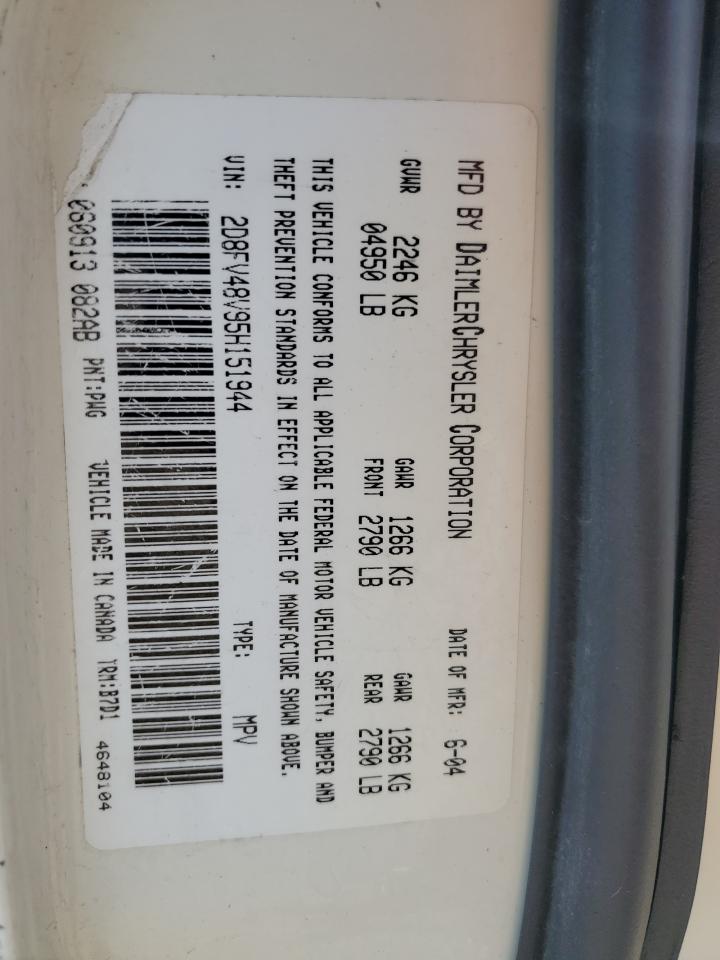 MFD BY DAIMLERCHRYSLER CORPORATION DATE OF MFR: 6-04
GVWR 2246 KG GAWR 1266 KG GAWR 1266 KG
04950 LB FRONT 2790 LB REAR 2790 LB
THIS VEHICLE CONFORMS TO ALL APPLICABLE FEDERAL MOTOR VEHICLE SAFETY, BUMPER AND
THEFT PREVENTION STANDARDS IN EFFECT ON THE DATE OF MANUFACTURE SHOWN ABOVE.
VIN: 2D8FV48V95H151944 TYPE: MPV
060913 082AB PNT:PWG VEHICLE MADE IN CANADA TRM:B7D1 4648104